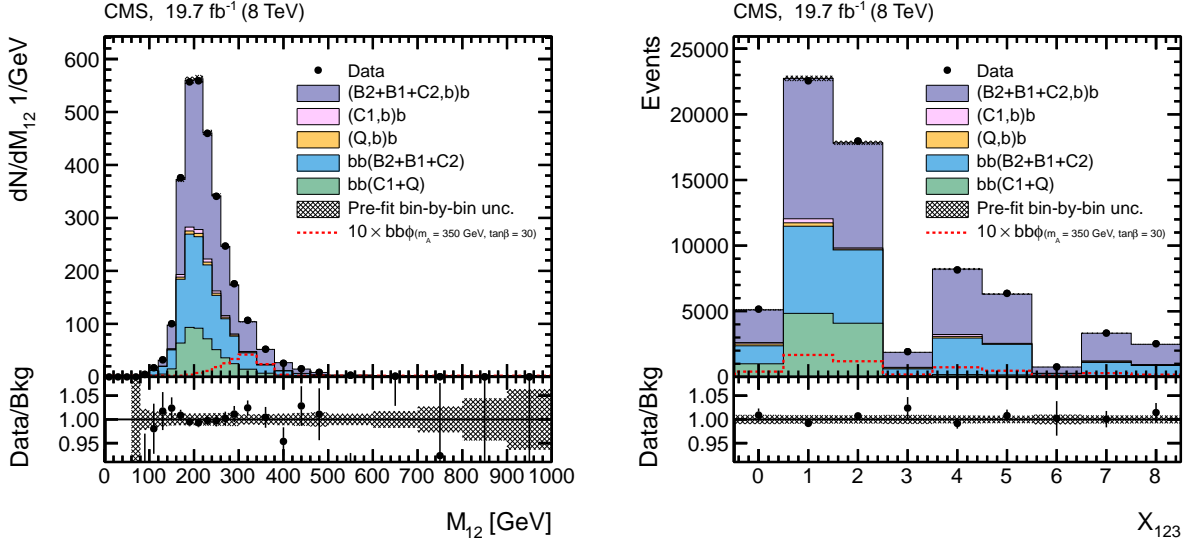 CMS, 19.7 fb-1 (8 TeV)
dN/dM12 1/GeV
600
500
400
300
200
100
0
Data
(B2+B1+C2,b)b
(C1,b)b
(Q,b)b
bb(B2+B1+C2)
bb(C1+Q)
Pre-fit bin-by-bin unc.
10 × bbϕ(mA = 350 GeV, tanβ = 30)
Data/Bkg
1.05
1.00
0.95
0 100 200 300 400 500 600 700 800 900 1000
M12 [GeV]
CMS, 19.7 fb-1 (8 TeV)
Events
25000
20000
15000
10000
5000
0
Data
(B2+B1+C2,b)b
(C1,b)b
(Q,b)b
bb(B2+B1+C2)
bb(C1+Q)
Pre-fit bin-by-bin unc.
10 × bbϕ(mA = 350 GeV, tanβ = 30)
Data/Bkg
1.05
1.00
0.95
0 1 2 3 4 5 6 7 8
X123